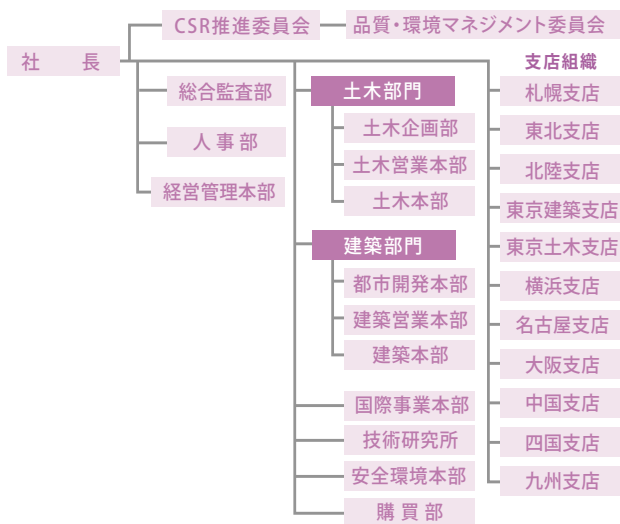 CSR推進委員会
品質・環境マネジメント委員会
社　長
総合監査部
人事部
経営管理本部
土木部門
土木企画部
土木営業本部
土木本部
建築部門
都市開発本部
建築営業本部
建築本部
国際事業本部
技術研究所
安全環境本部
購買部
支店組織
札幌支店
東北支店
北陸支店
東京建築支店
東京土木支店
横浜支店
名古屋支店
大阪支店
中国支店
四国支店
九州支店